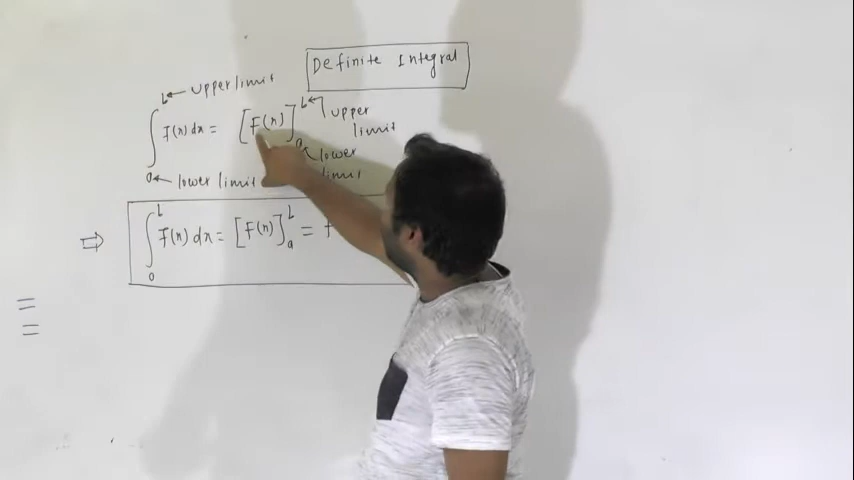 Definite Integral
b ← upper limit
∫ f(x) dx = [F(x)] b ← upper limit
a ← lower limit
a ← lower limit
⇒ ∫ b a f(x) dx = [F(x)] b a = F
=
=